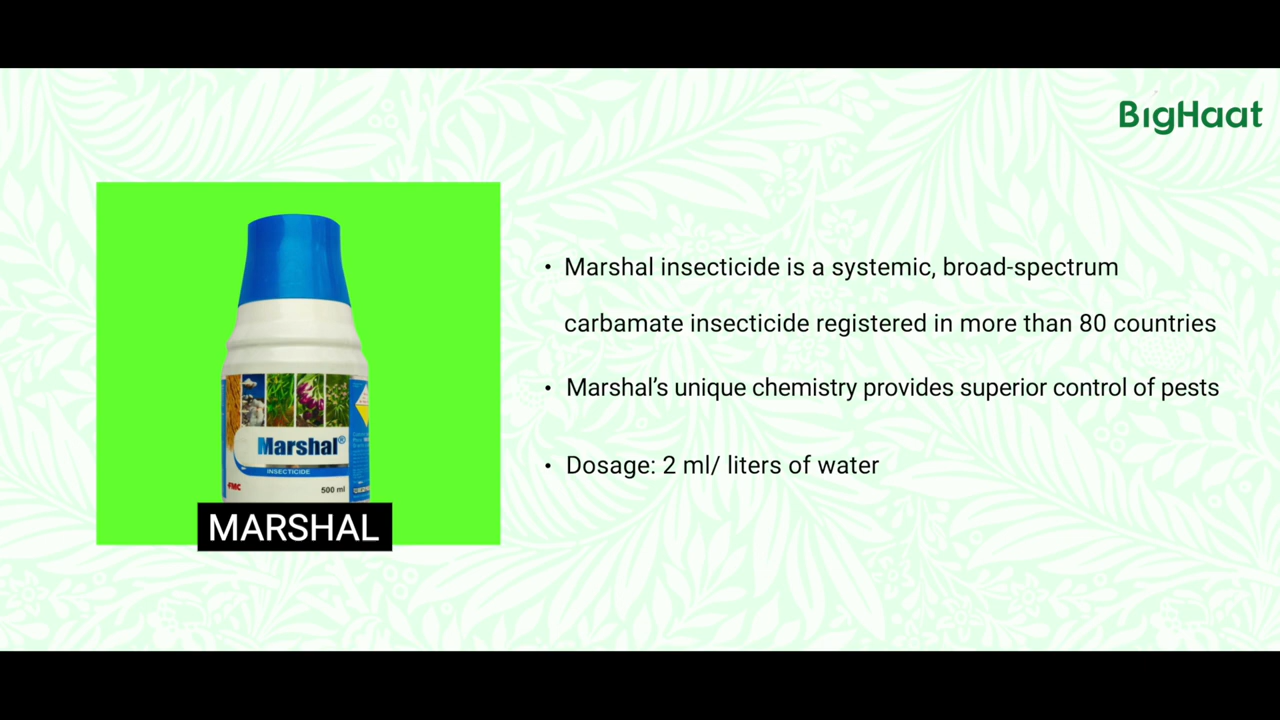 BigHaat
• Marshal insecticide is a systemic, broad-spectrum
carbamate insecticide registered in more than 80 countries
• Marshal’s unique chemistry provides superior control of pests
• Dosage: 2 ml/ liters of water
Marshal®
INSECTICIDE
FMC
500 ml
MARSHAL